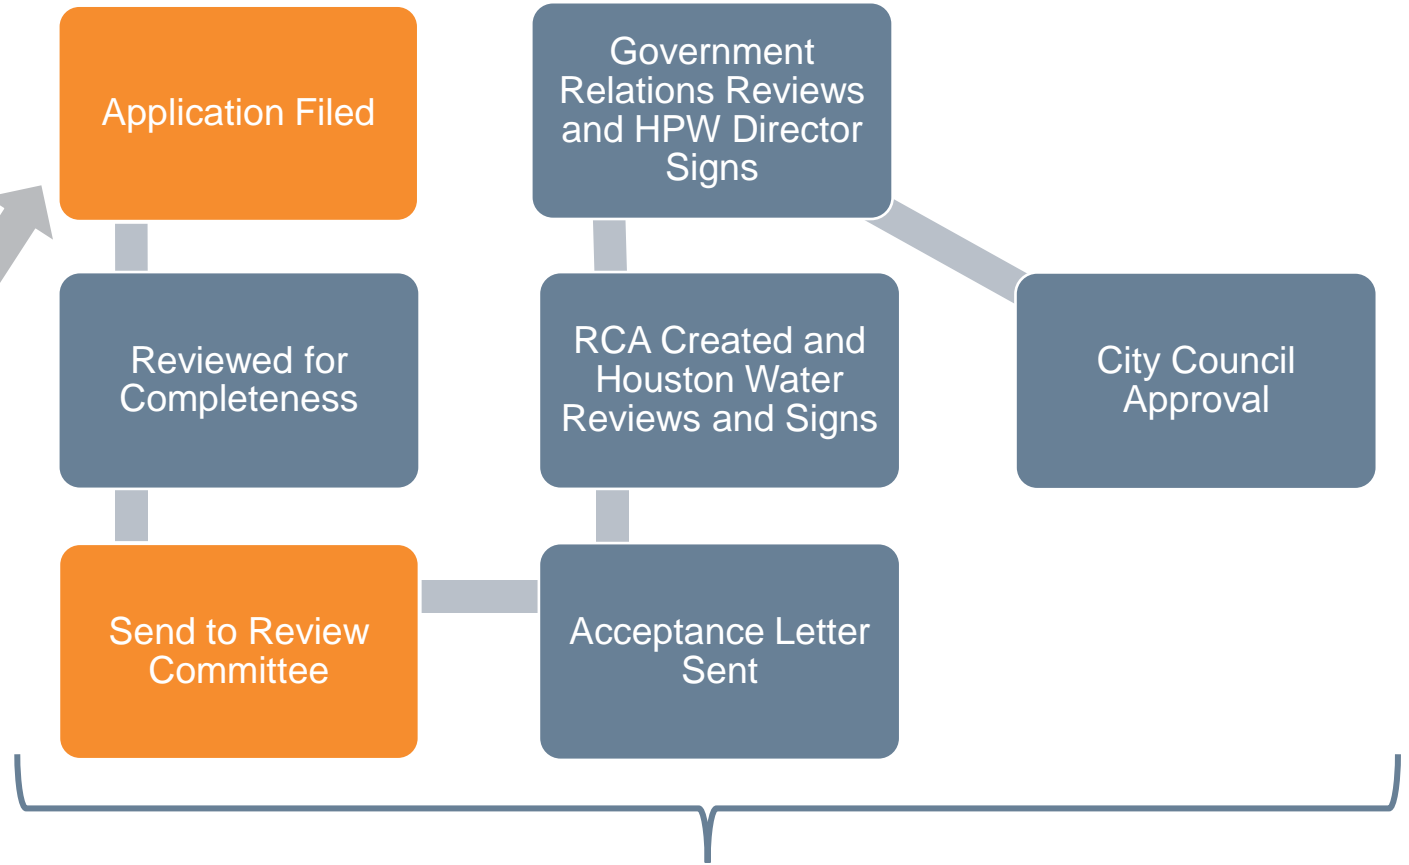 Application Filed
Reviewed for
Completeness
Send to Review
Committee
Acceptance Letter
Sent
RCA Created and
Houston Water
Reviews and Signs
Government
Relations Reviews
and HPW Director
Signs
City Council
Approval